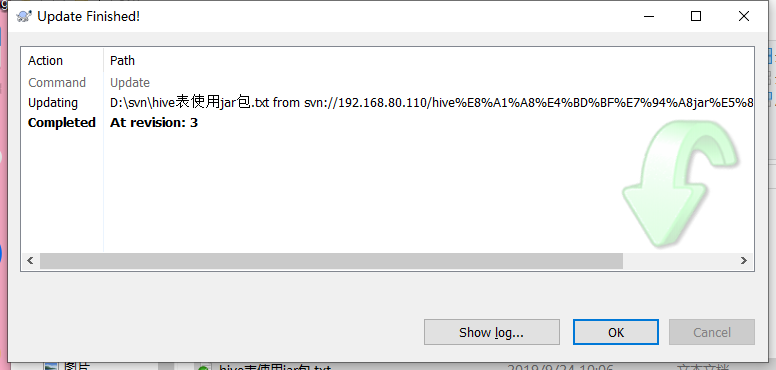 Update Finished!
Action Path
Command Update
Updating D:\svn\hive表使用jar包.txt from svn://192.168.80.110/hive%E8%A1%A8%E4%BD%BF%E7%94%A8jar%E5%8
Completed At revision: 3
Show log... OK Cancel
图片 hive表使用jar包.txt 2018/9/24 10:06 文本文档